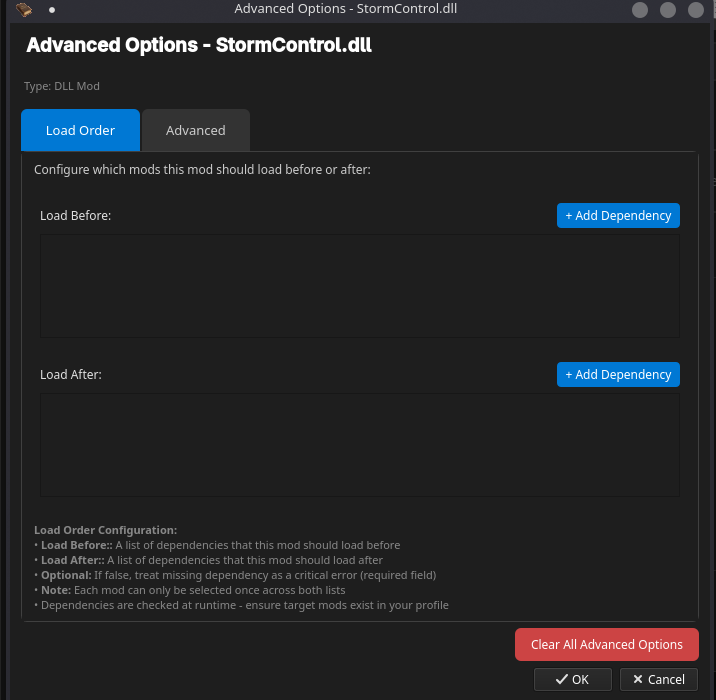 Advanced Options - StormControl.dll
Advanced Options - StormControl.dll
Type: DLL Mod
Load Order Advanced
Configure which mods this mod should load before or after:
Load Before: + Add Dependency
Load After: + Add Dependency
Load Order Configuration:
• Load Before:: A list of dependencies that this mod should load before
• Load After:: A list of dependencies that this mod should load after
• Optional: If false, treat missing dependency as a critical error (required field)
• Note: Each mod can only be selected once across both lists
• Dependencies are checked at runtime - ensure target mods exist in your profile
Clear All Advanced Options
OK Cancel